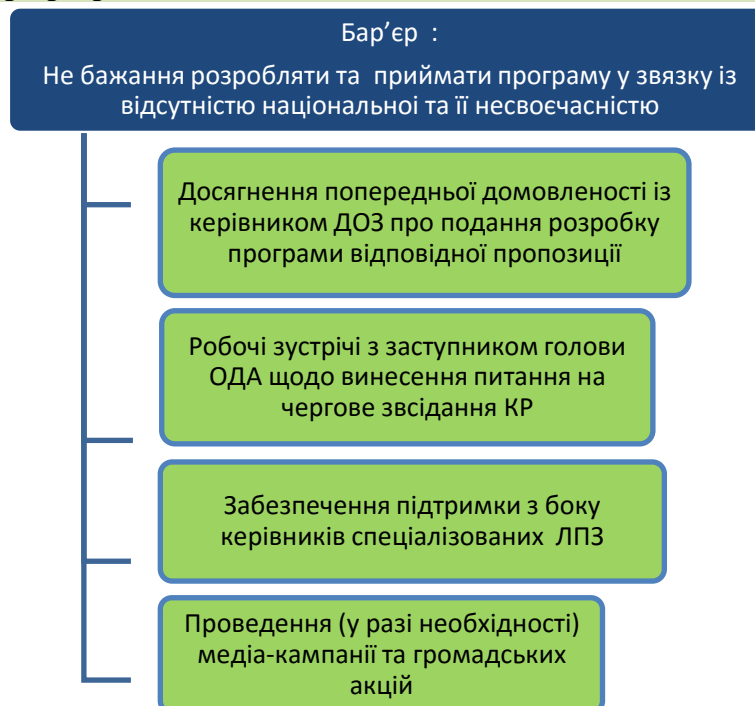 Бар’єр :
Не бажання розробляти та приймати програму у звязку із
відсутністю національної та її несвоєчасністю
Досягнення попередньої домовленості із
керівником ДОЗ про подання розробку
програми відповідної пропозиції
Робочі зустрічі з заступником голови
ОДА щодо винесення питання на
чергове звсідання КР
Забезпечення підтримки з боку
керівників спеціалізованих ЛПЗ
Проведення (у разі необхідності)
медіа-кампанії та громадських
акцій